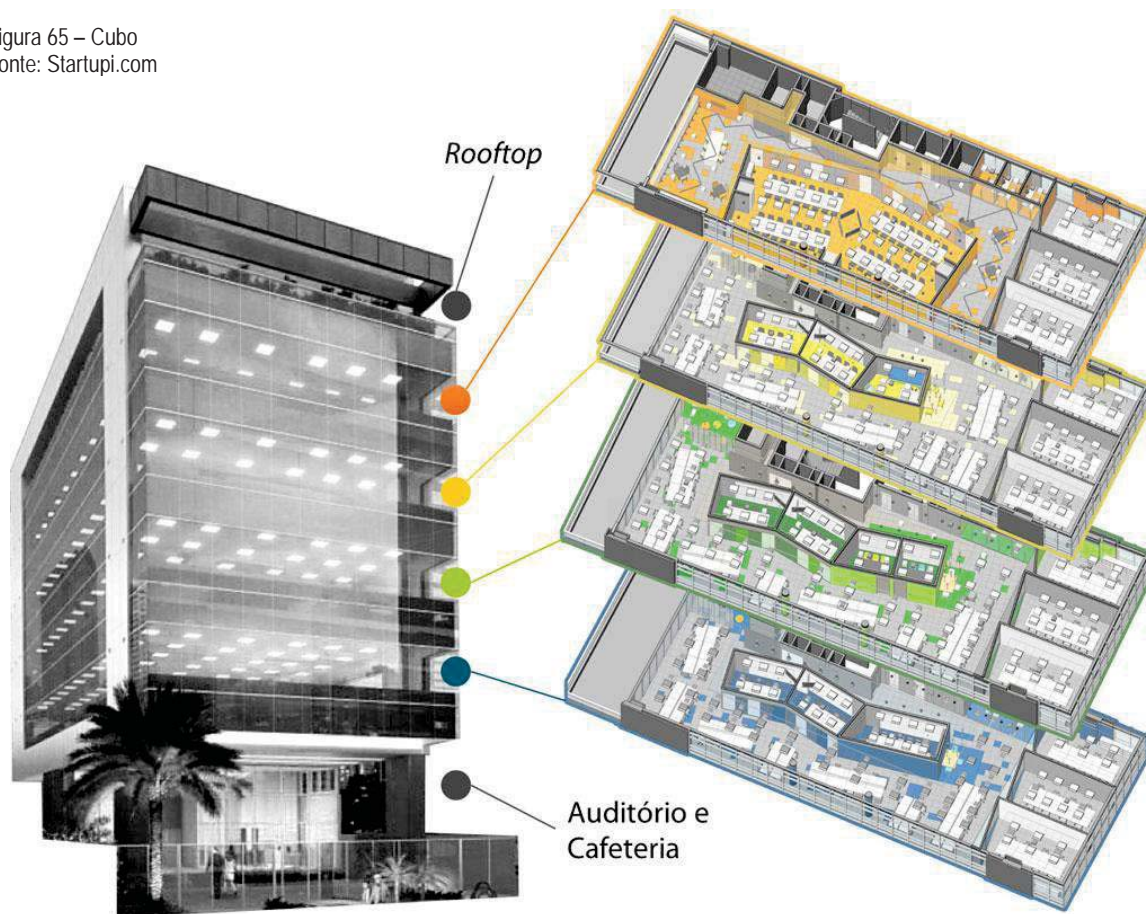 igura 65 – Cubo
onte: Startupi.com
Rooftop
Auditório e
Cafeteria